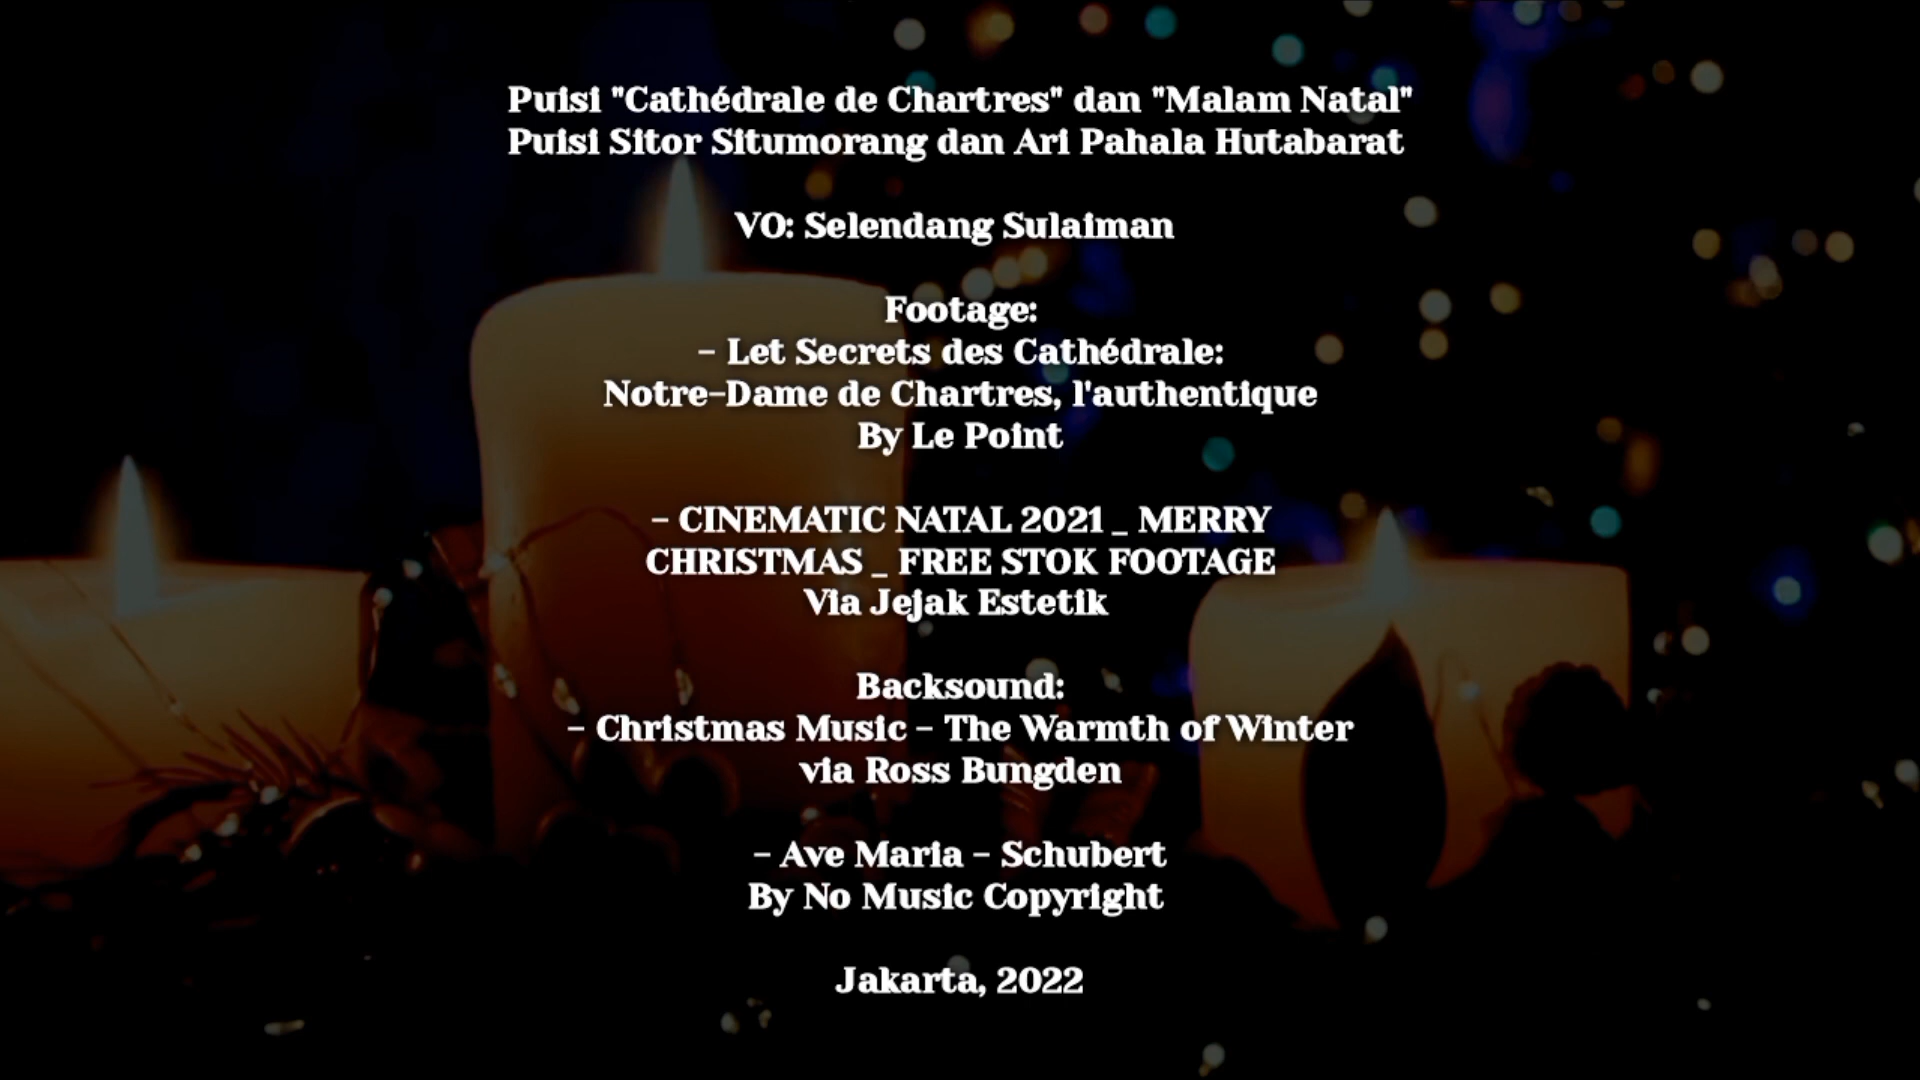 Puisi "Cathédrale de Chartres" dan "Malam Natal"
Puisi Sitor Situmorang dan Ari Pahala Hutabarat
VO: Selendang Sulaiman
Footage:
- Let Secrets des Cathédrale:
Notre-Dame de Chartres, l'authentique
By Le Point
- CINEMATIC NATAL 2021 _ MERRY
CHRISTMAS _ FREE STOK FOOTAGE
Via Jejak Estetik
Backsound:
- Christmas Music - The Warmth of Winter
via Ross Bungden
- Ave Maria - Schubert
By No Music Copyright
Jakarta, 2022